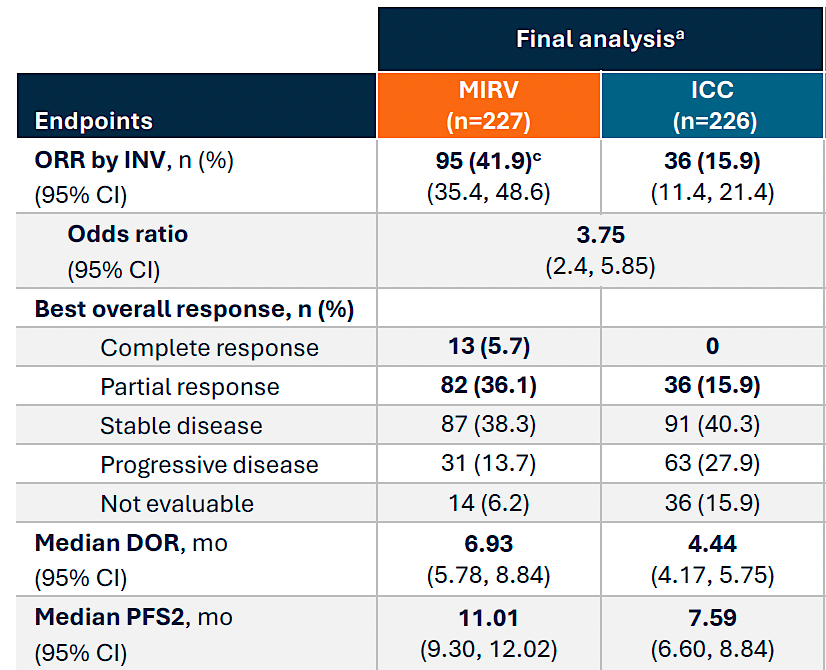 Final analysisᵃ
Endpoints MIRV (n=227) ICC (n=226)
ORR by INV, n (%) 95 (41.9)ᶜ 36 (15.9)
(95% CI) (35.4, 48.6) (11.4, 21.4)
Odds ratio 3.75
(95% CI) (2.4, 5.85)
Best overall response, n (%)
Complete response 13 (5.7) 0
Partial response 82 (36.1) 36 (15.9)
Stable disease 87 (38.3) 91 (40.3)
Progressive disease 31 (13.7) 63 (27.9)
Not evaluable 14 (6.2) 36 (15.9)
Median DOR, mo 6.93 4.44
(95% CI) (5.78, 8.84) (4.17, 5.75)
Median PFS2, mo 11.01 7.59
(95% CI) (9.30, 12.02) (6.60, 8.84)